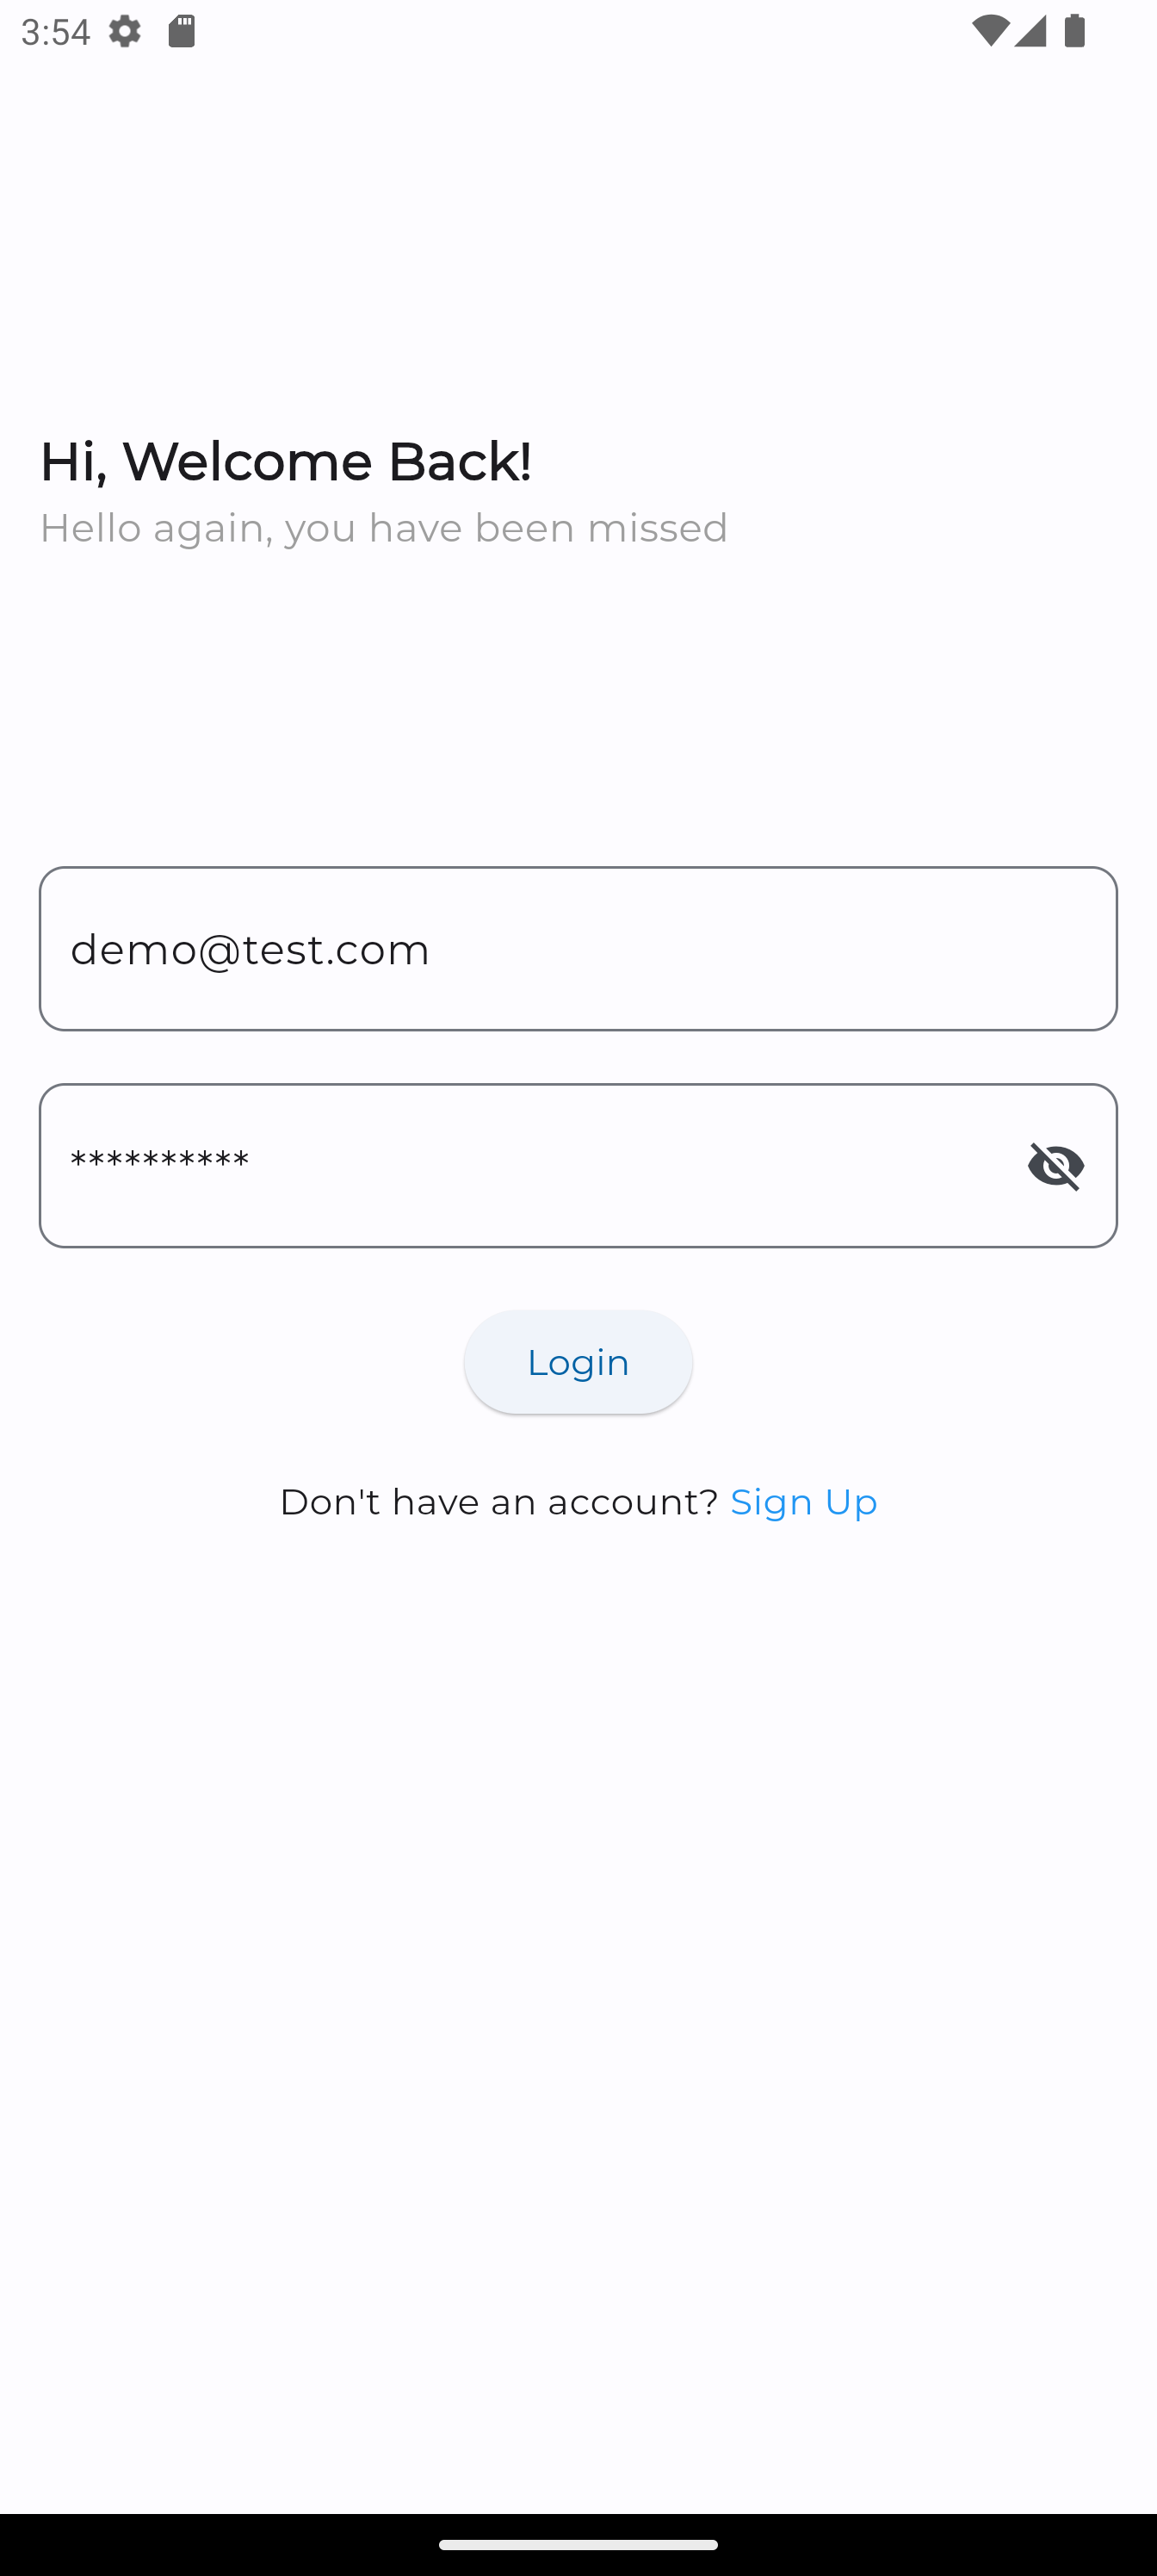 3:54
Hi, Welcome Back!
Hello again, you have been missed
demo@test.com
**********
Login
Don't have an account? Sign Up